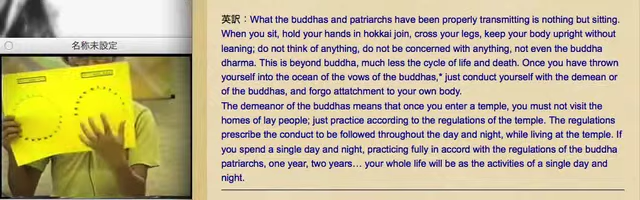 名称未設定
英訳：What the buddhas and patriarchs have been properly transmitting is nothing but sitting.
When you sit, hold your hands in hokkai join, cross your legs, keep your body upright without
leaning; do not think of anything, do not be concerned with anything, not even the buddha
dharma. This is beyond buddha, much less the cycle of life and death. Once you have thrown
yourself into the ocean of the vows of the buddhas,* just conduct yourself with the demean or
of the buddhas, and forgo attatchment to your own body.
The demeanor of the buddhas means that once you enter a temple, you must not visit the
homes of lay people; just practice according to the regulations of the temple. The regulations
prescribe the conduct to be followed throughout the day and night, while living at the temple. If
you spend a single day and night, practicing fully in accord with the regulations of the buddha
patriarchs, one year, two years… your whole life will be as the activities of a single day and
night.